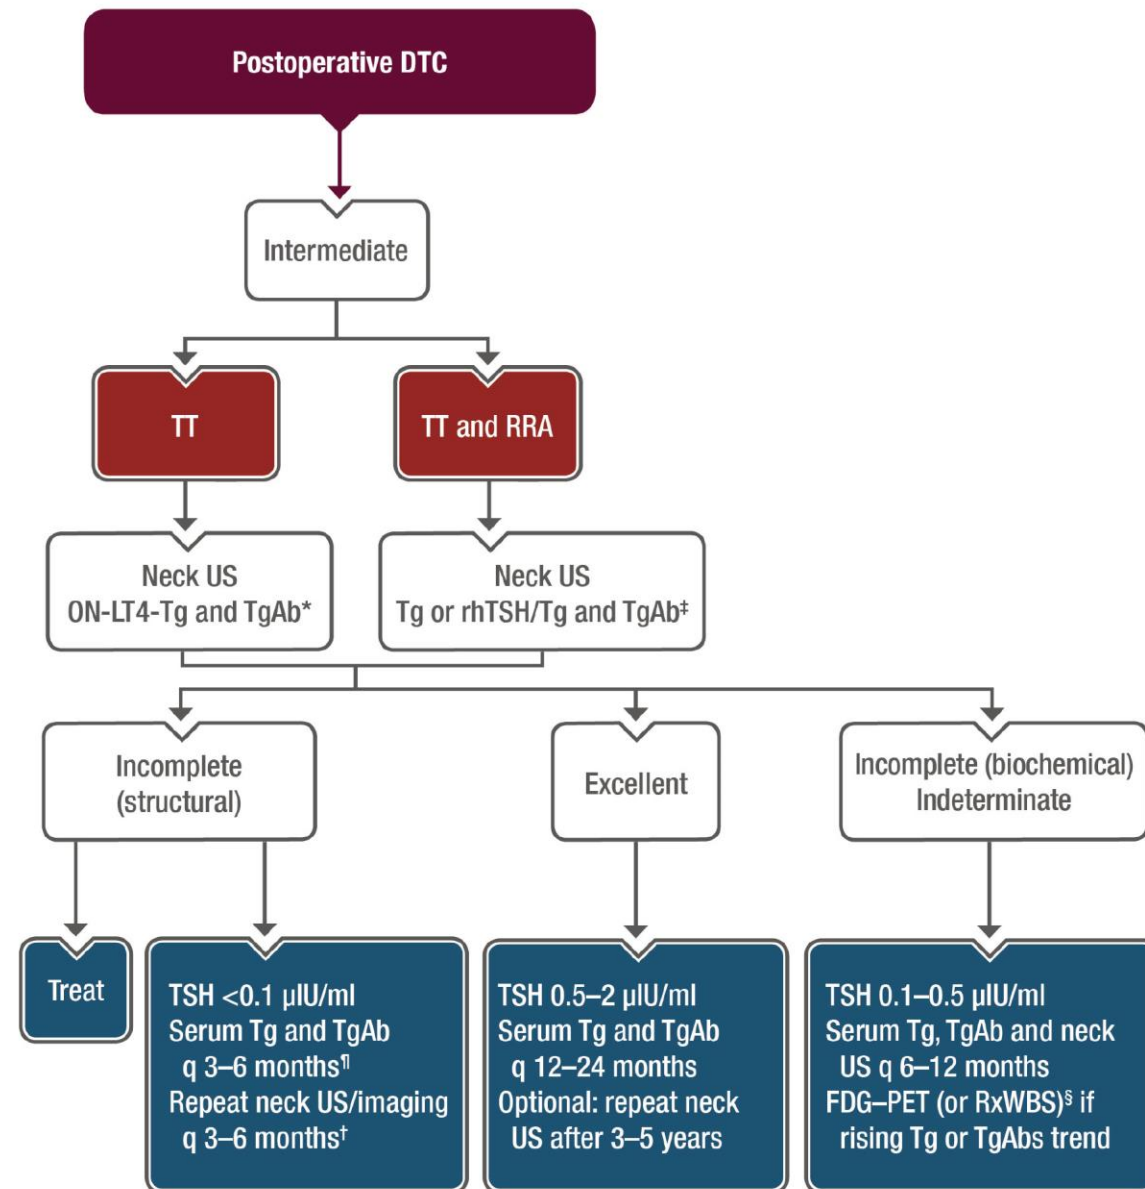 Postoperative DTC
Intermediate
TT
TT and RRA
Neck US
ON-LT4-Tg and TgAb*
Neck US
Tg or rhTSH/Tg and TgAb‡
Incomplete
(structural)
Excellent
Incomplete (biochemical)
Indeterminate
Treat
TSH <0.1 µIU/ml
Serum Tg and TgAb
q 3–6 months¶
Repeat neck US/imaging
q 3–6 months†
TSH 0.5–2 µIU/ml
Serum Tg and TgAb
q 12–24 months
Optional: repeat neck
US after 3–5 years
TSH 0.1–0.5 µIU/ml
Serum Tg, TgAb and neck
US q 6–12 months
FDG–PET (or RxWBS)§ if
rising Tg or TgAbs trend